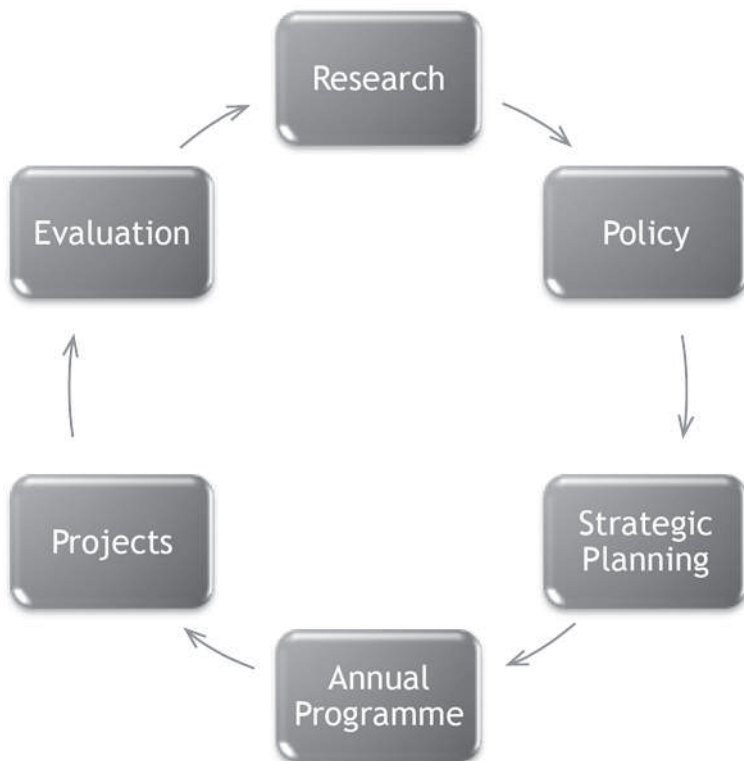 Research
Policy
Strategic
Planning
Annual
Programme
Projects
Evaluation